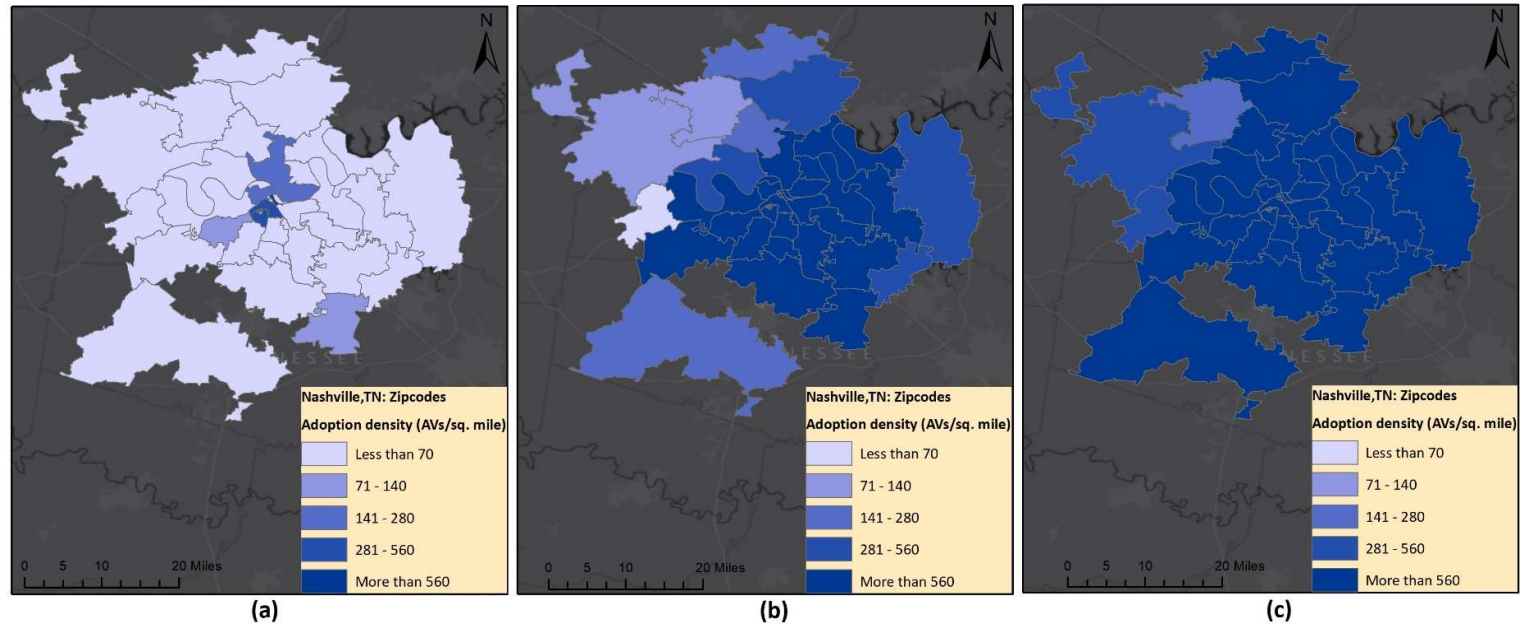 N
NESSEE
Nashville,TN: Zipcodes
Adoption density (AVs/sq. mile)
Less than 70
71 - 140
141 - 280
281 - 560
More than 560
0 5 10 20 Miles
(a)
N
NESSEE
Nashville,TN: Zipcodes
Adoption density (AVs/sq. mile)
Less than 70
71 - 140
141 - 280
281 - 560
More than 560
0 5 10 20 Miles
(b)
N
NESSEE
Nashville,TN: Zipcodes
Adoption density (AVs/sq. mile)
Less than 70
71 - 140
141 - 280
281 - 560
More than 560
0 5 10 20 Miles
(c)